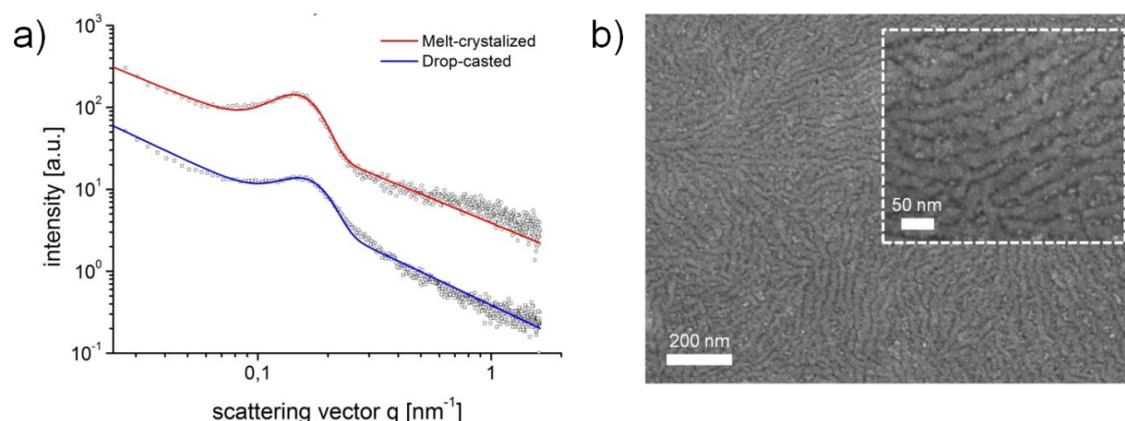 a)
10³
10²
10¹
10⁰
10⁻¹
intensity [a.u.]
Melt-crystalized
Drop-casted
0,1
1
scattering vector q [nm⁻¹]
b)
50 nm
200 nm